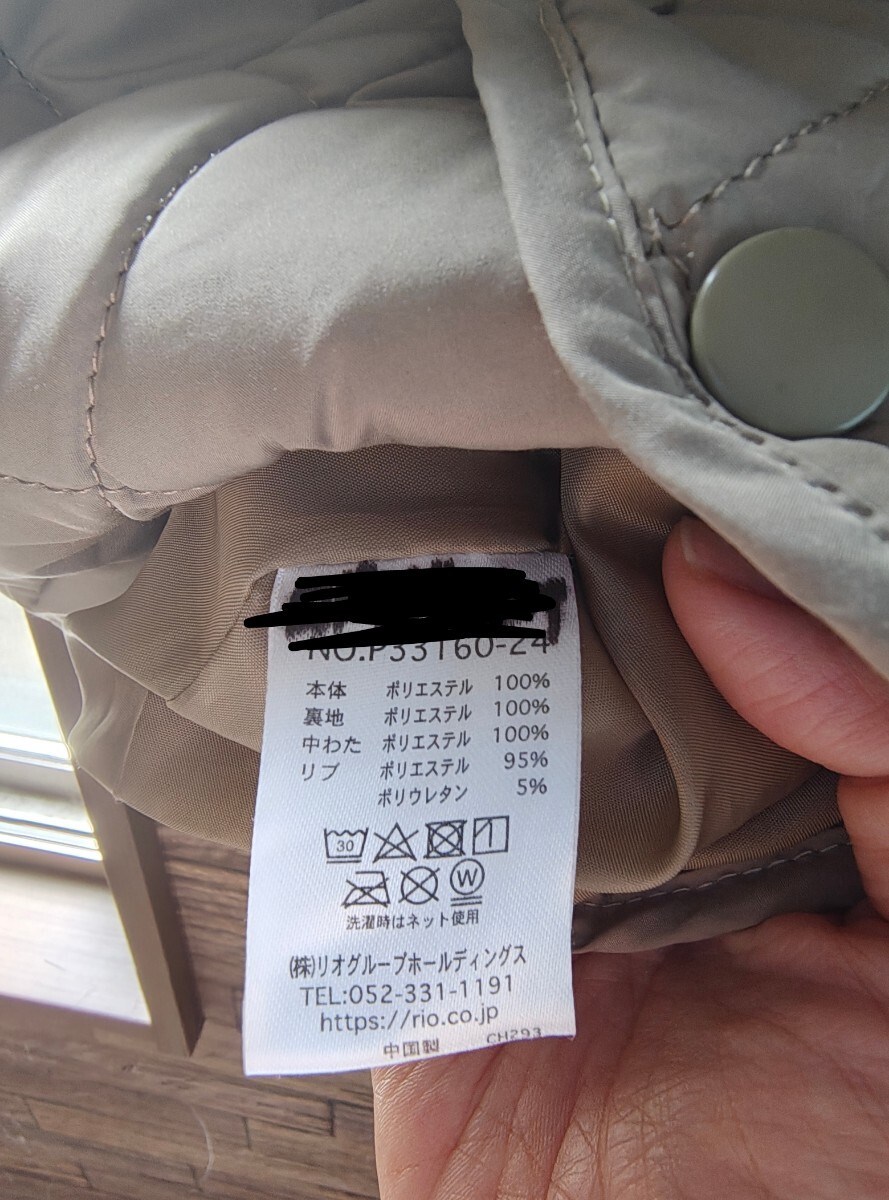 NO.P33160-24
本体 ポリエステル 100%
裏地 ポリエステル 100%
中わた ポリエステル 100%
リブ ポリエステル 95%
ポリウレタン 5%
30
W
洗濯時はネット使用
(株)リオグループホールディングス
TEL:052-331-1191
https://rio.co.jp
中国製 CH293